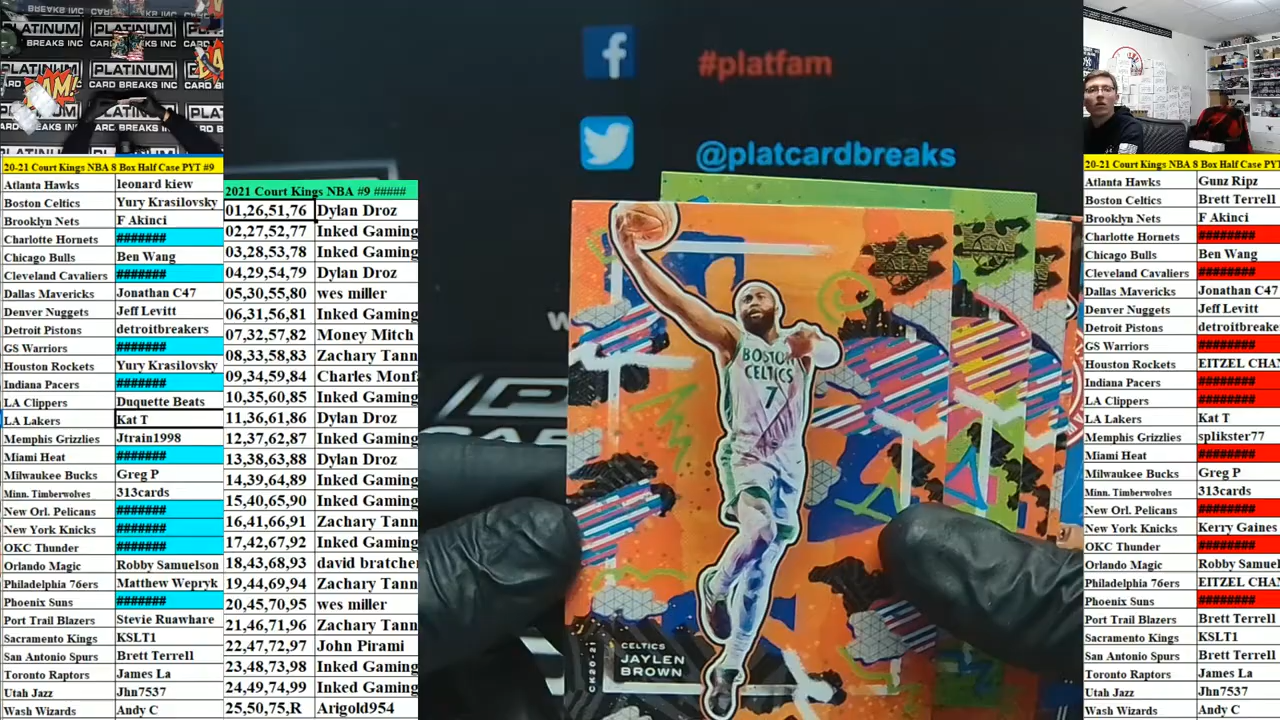 PLATINUM
CARD BREAKS INC
20-21 Court Kings NBA 8 Box Half Case PYT #9
Atlanta Hawks leonard kiew
Boston Celtics Yury Krasilovsky
Brooklyn Nets F Akinci
Charlotte Hornets #######
Chicago Bulls Ben Wang
Cleveland Cavaliers #######
Dallas Mavericks Jonathan C47
Denver Nuggets Jeff Levitt
Detroit Pistons detroitbreakers
GS Warriors #######
Houston Rockets Yury Krasilovsky
Indiana Pacers #######
LA Clippers Duquette Beats
LA Lakers Kat T
Memphis Grizzlies Jtrain1998
Miami Heat #######
Milwaukee Bucks Greg P
Minn. Timberwolves 313cards
New Orl. Pelicans #######
New York Knicks #######
OKC Thunder #######
Orlando Magic Robby Samuelson
Philadelphia 76ers Matthew Wepryk
Phoenix Suns #######
Port Trail Blazers Stevie Ruawhare
Sacramento Kings KSLT1
San Antonio Spurs Brett Terrell
Toronto Raptors James La
Utah Jazz Jhn7537
Wash Wizards Andy C
2021 Court Kings NBA #9 #####
01,26,51,76 Dylan Droz
02,27,52,77 Inked Gaming
03,28,53,78 Inked Gaming
04,29,54,79 Dylan Droz
05,30,55,80 wes miller
06,31,56,81 Inked Gaming
07,32,57,82 Money Mitch
08,33,58,83 Zachary Tann
09,34,59,84 Charles Monf
10,35,60,85 Inked Gaming
11,36,61,86 Dylan Droz
12,37,62,87 Inked Gaming
13,38,63,88 Dylan Droz
14,39,64,89 Inked Gaming
15,40,65,90 Inked Gaming
16,41,66,91 Zachary Tann
17,42,67,92 Inked Gaming
18,43,68,93 david bratcher
19,44,69,94 Zachary Tann
20,45,70,95 wes miller
21,46,71,96 Zachary Tann
22,47,72,97 John Pirami
23,48,73,98 Inked Gaming
24,49,74,99 Inked Gaming
25,50,75,R Arigold954
#platfam
@platcardbreaks
BOSTON
CELTICS
7
CELTICS
JAYLEN
BROWN
CK 20-21
20-21 Court Kings NBA 8 Box Half Case PYT
Atlanta Hawks Gunz Ripz
Boston Celtics Brett Terrell
Brooklyn Nets F Akinci
Charlotte Hornets ########
Chicago Bulls Ben Wang
Cleveland Cavaliers ########
Dallas Mavericks Jonathan C47
Denver Nuggets Jeff Levitt
Detroit Pistons detroitbreake
GS Warriors ########
Houston Rockets EITZEL CHA
Indiana Pacers ########
LA Clippers ########
LA Lakers Kat T
Memphis Grizzlies splikster77
Miami Heat ########
Milwaukee Bucks Greg P
Minn. Timberwolves 313cards
New Orl. Pelicans ########
New York Knicks Kerry Gaines
OKC Thunder ########
Orlando Magic Robby Samuel
Philadelphia 76ers EITZEL CHA
Phoenix Suns ########
Port Trail Blazers Brett Terrell
Sacramento Kings KSLT1
San Antonio Spurs Brett Terrell
Toronto Raptors James La
Utah Jazz Jhn7537
Wash Wizards Andy C